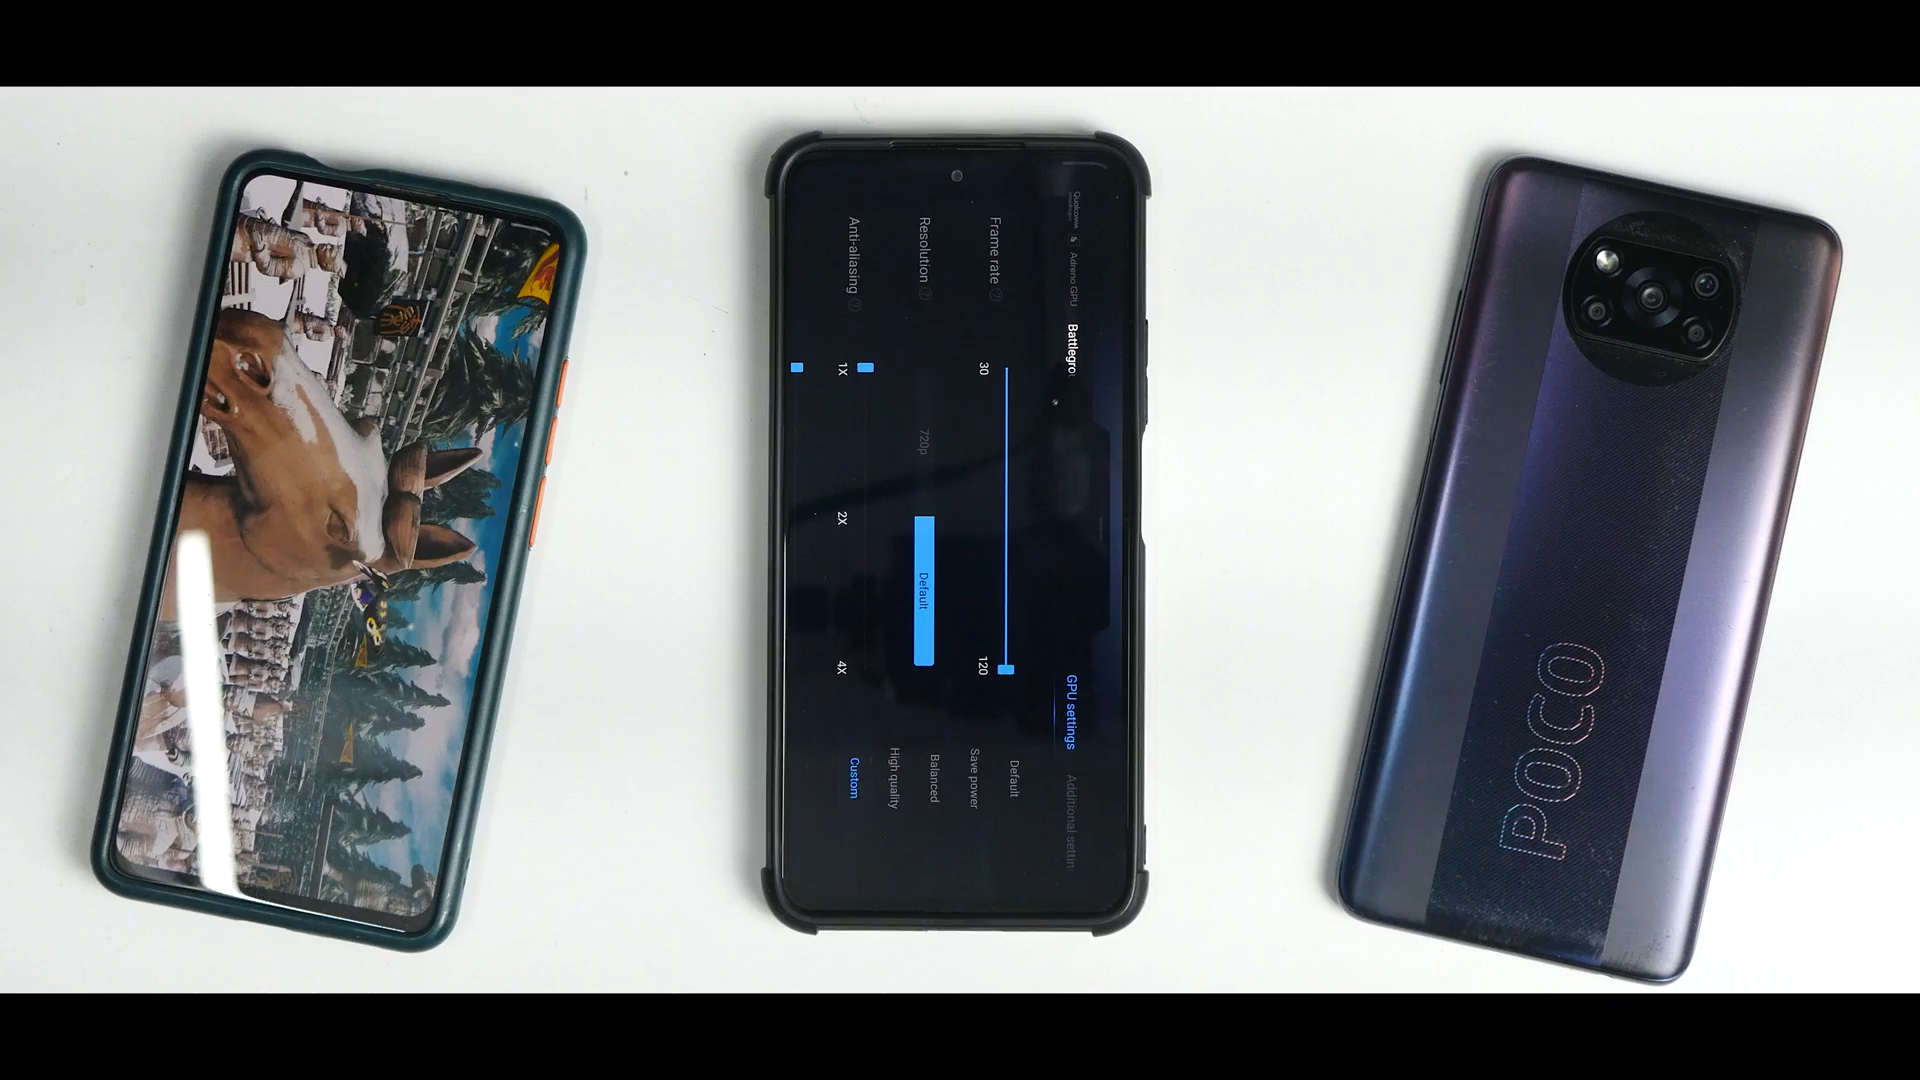 Qualcomm
snapdragon
Adreno GPU
Battlegro
GPU settings
Additional settin
Frame rate
30
120
Resolution
720p
Default
Anti-aliasing
1X
2X
4X
Default
Save power
Balanced
High quality
Custom
POCO